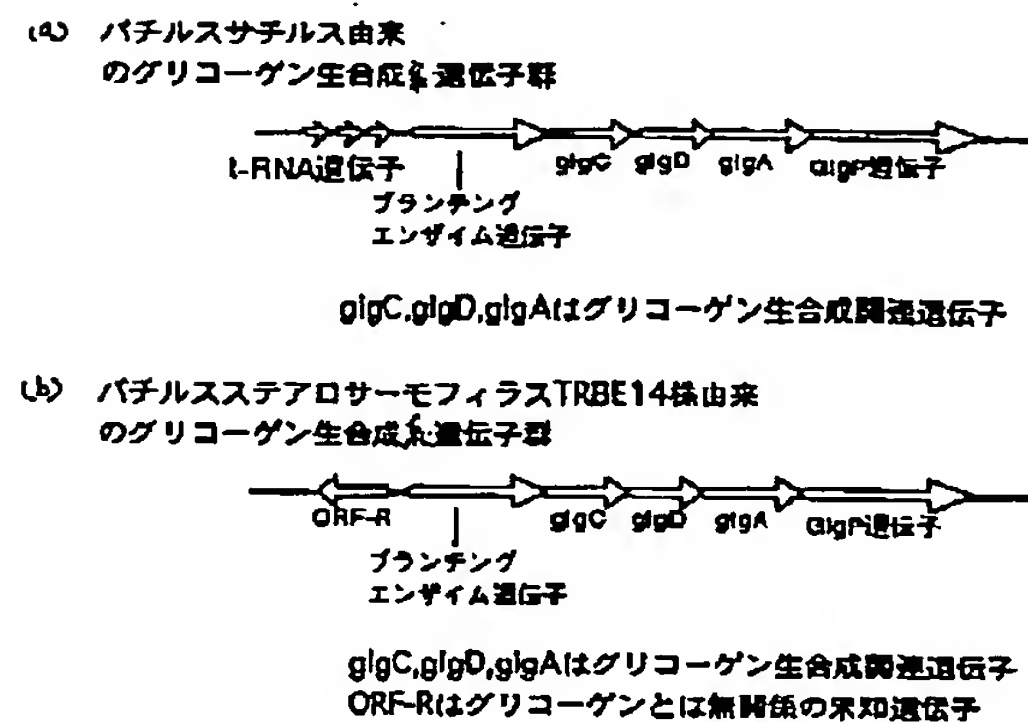 (a) バチルスサチルス由来
のグリコーゲン生合成系遺伝子群
t-RNA遺伝子
glgC glgD glgA GlgP遺伝子
ブランチング
エンザイム遺伝子
glgC,glgD,glgAはグリコーゲン生合成関連遺伝子
(b) バチルスステアロサーモフィラスTRBE14株由来
のグリコーゲン生合成系遺伝子群
ORF-R glgC glgD glgA GlgP遺伝子
ブランチング
エンザイム遺伝子
glgC,glgD,glgAはグリコーゲン生合成関連遺伝子
ORF-Rはグリコーゲンとは無関係の未知遺伝子